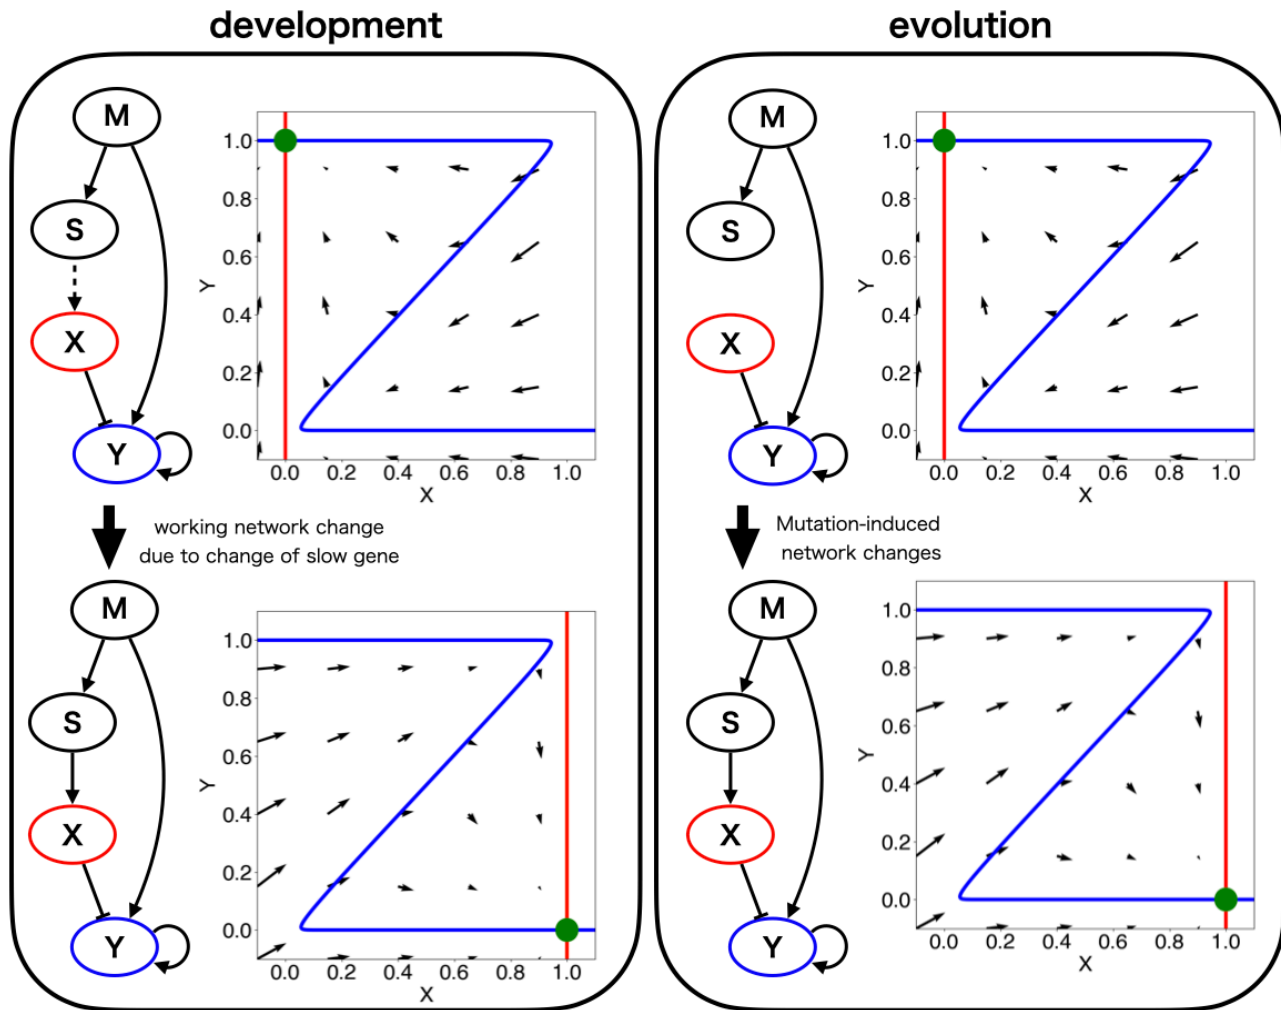 development
evolution
M
S
X
Y
1.0
0.8
0.6
0.4
0.2
0.0
Y
0.0 0.2 0.4 0.6 0.8 1.0
X
working network change
due to change of slow gene
M
S
X
Y
1.0
0.8
0.6
0.4
0.2
0.0
Y
0.0 0.2 0.4 0.6 0.8 1.0
X
M
S
X
Y
1.0
0.8
0.6
0.4
0.2
0.0
Y
0.0 0.2 0.4 0.6 0.8 1.0
X
Mutation-induced
network changes
M
S
X
Y
1.0
0.8
0.6
0.4
0.2
0.0
Y
0.0 0.2 0.4 0.6 0.8 1.0
X